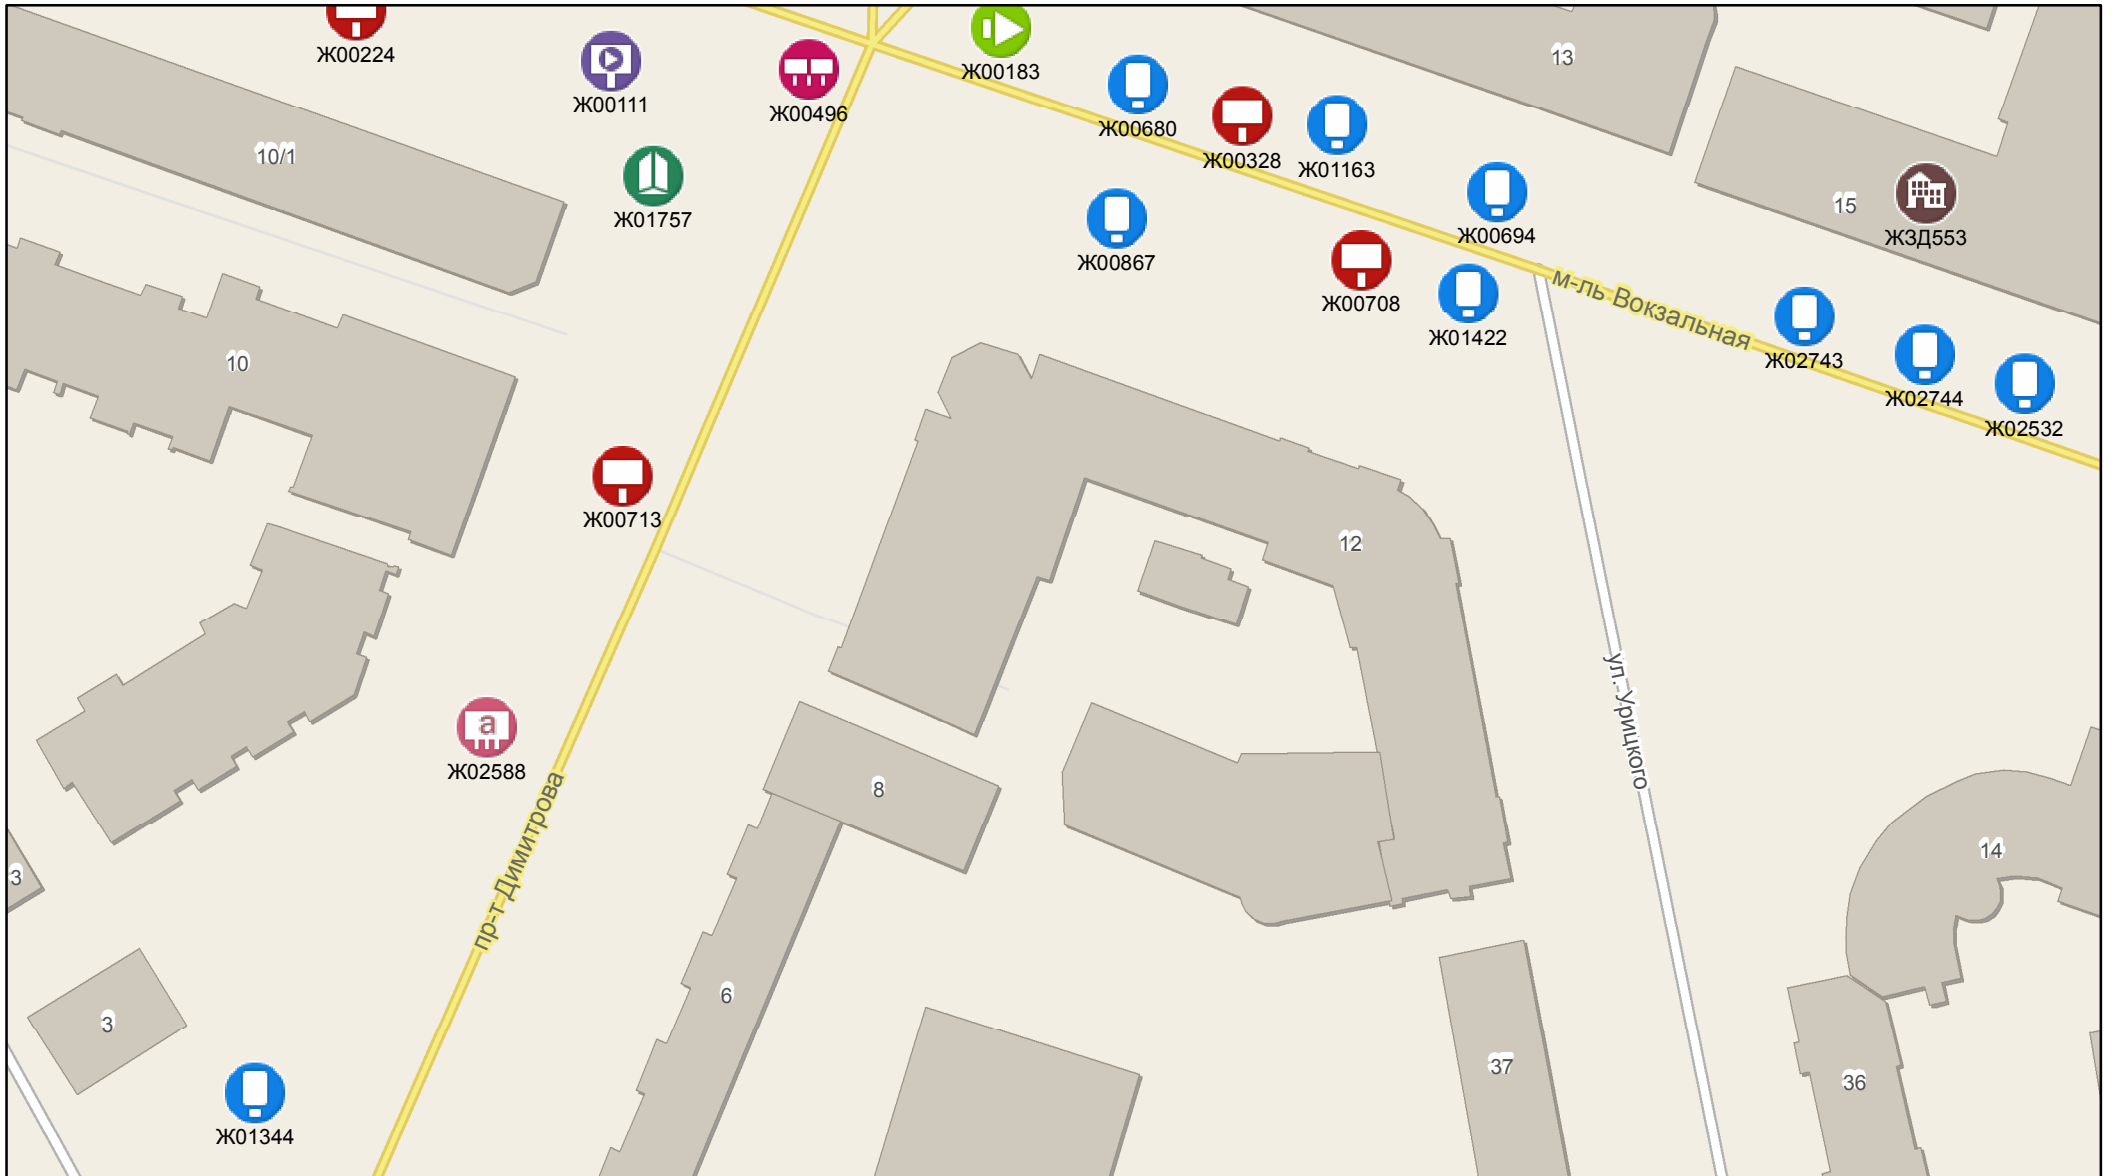 Ж00224
Ж00111
Ж00496
Ж00183
13
Ж00680
Ж00328
Ж01163
10/1
Ж01757
Ж00694
15
ЖЗД553
Ж00867
Ж00708
Ж01422
м-ль Вокзальная
Ж02743
Ж02744
Ж02532
10
Ж00713
12
ул. Урицкого
a
Ж02588
8
пр-т Димитрова
14
3
6
3
37
36
Ж01344